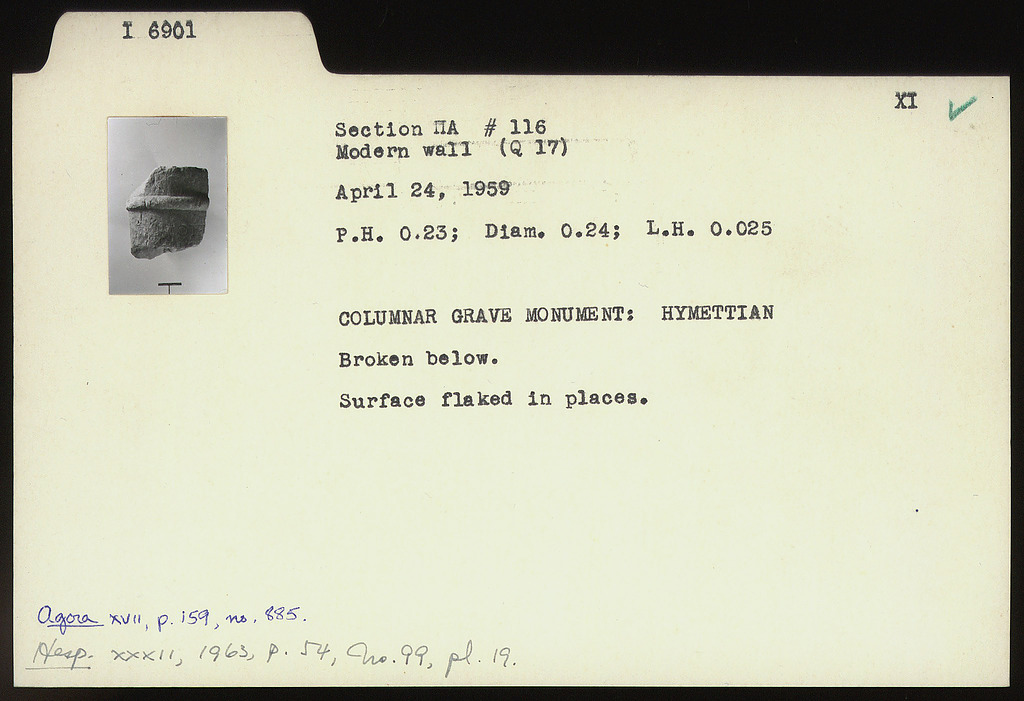 I 6901
XI
Section ΠΑ # 116
Modern wall (Q 17)
April 24, 1959
P.H. 0.23; Diam. 0.24; L.H. 0.025
COLUMNAR GRAVE MONUMENT: HYMETTIAN
Broken below.
Surface flaked in places.
Agora XVII, p. 159, no. 885.
Hesp. XXXII, 1963, p. 54, No. 99, pl. 19.